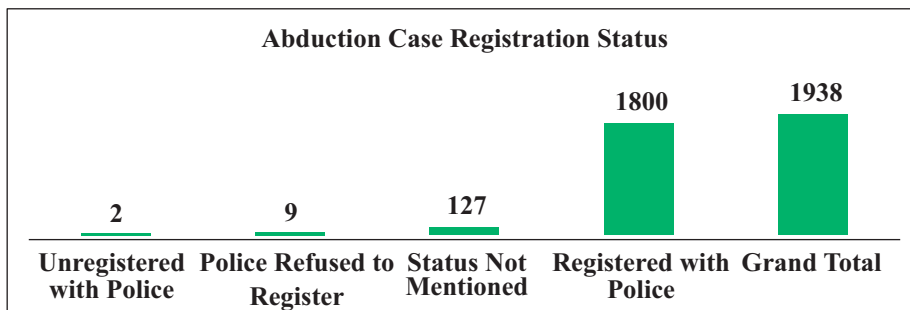 Abduction Case Registration Status
2
9
127
1800
1938
Unregistered
with Police
Police Refused to
Register
Status Not
Mentioned
Registered with
Police
Grand Total